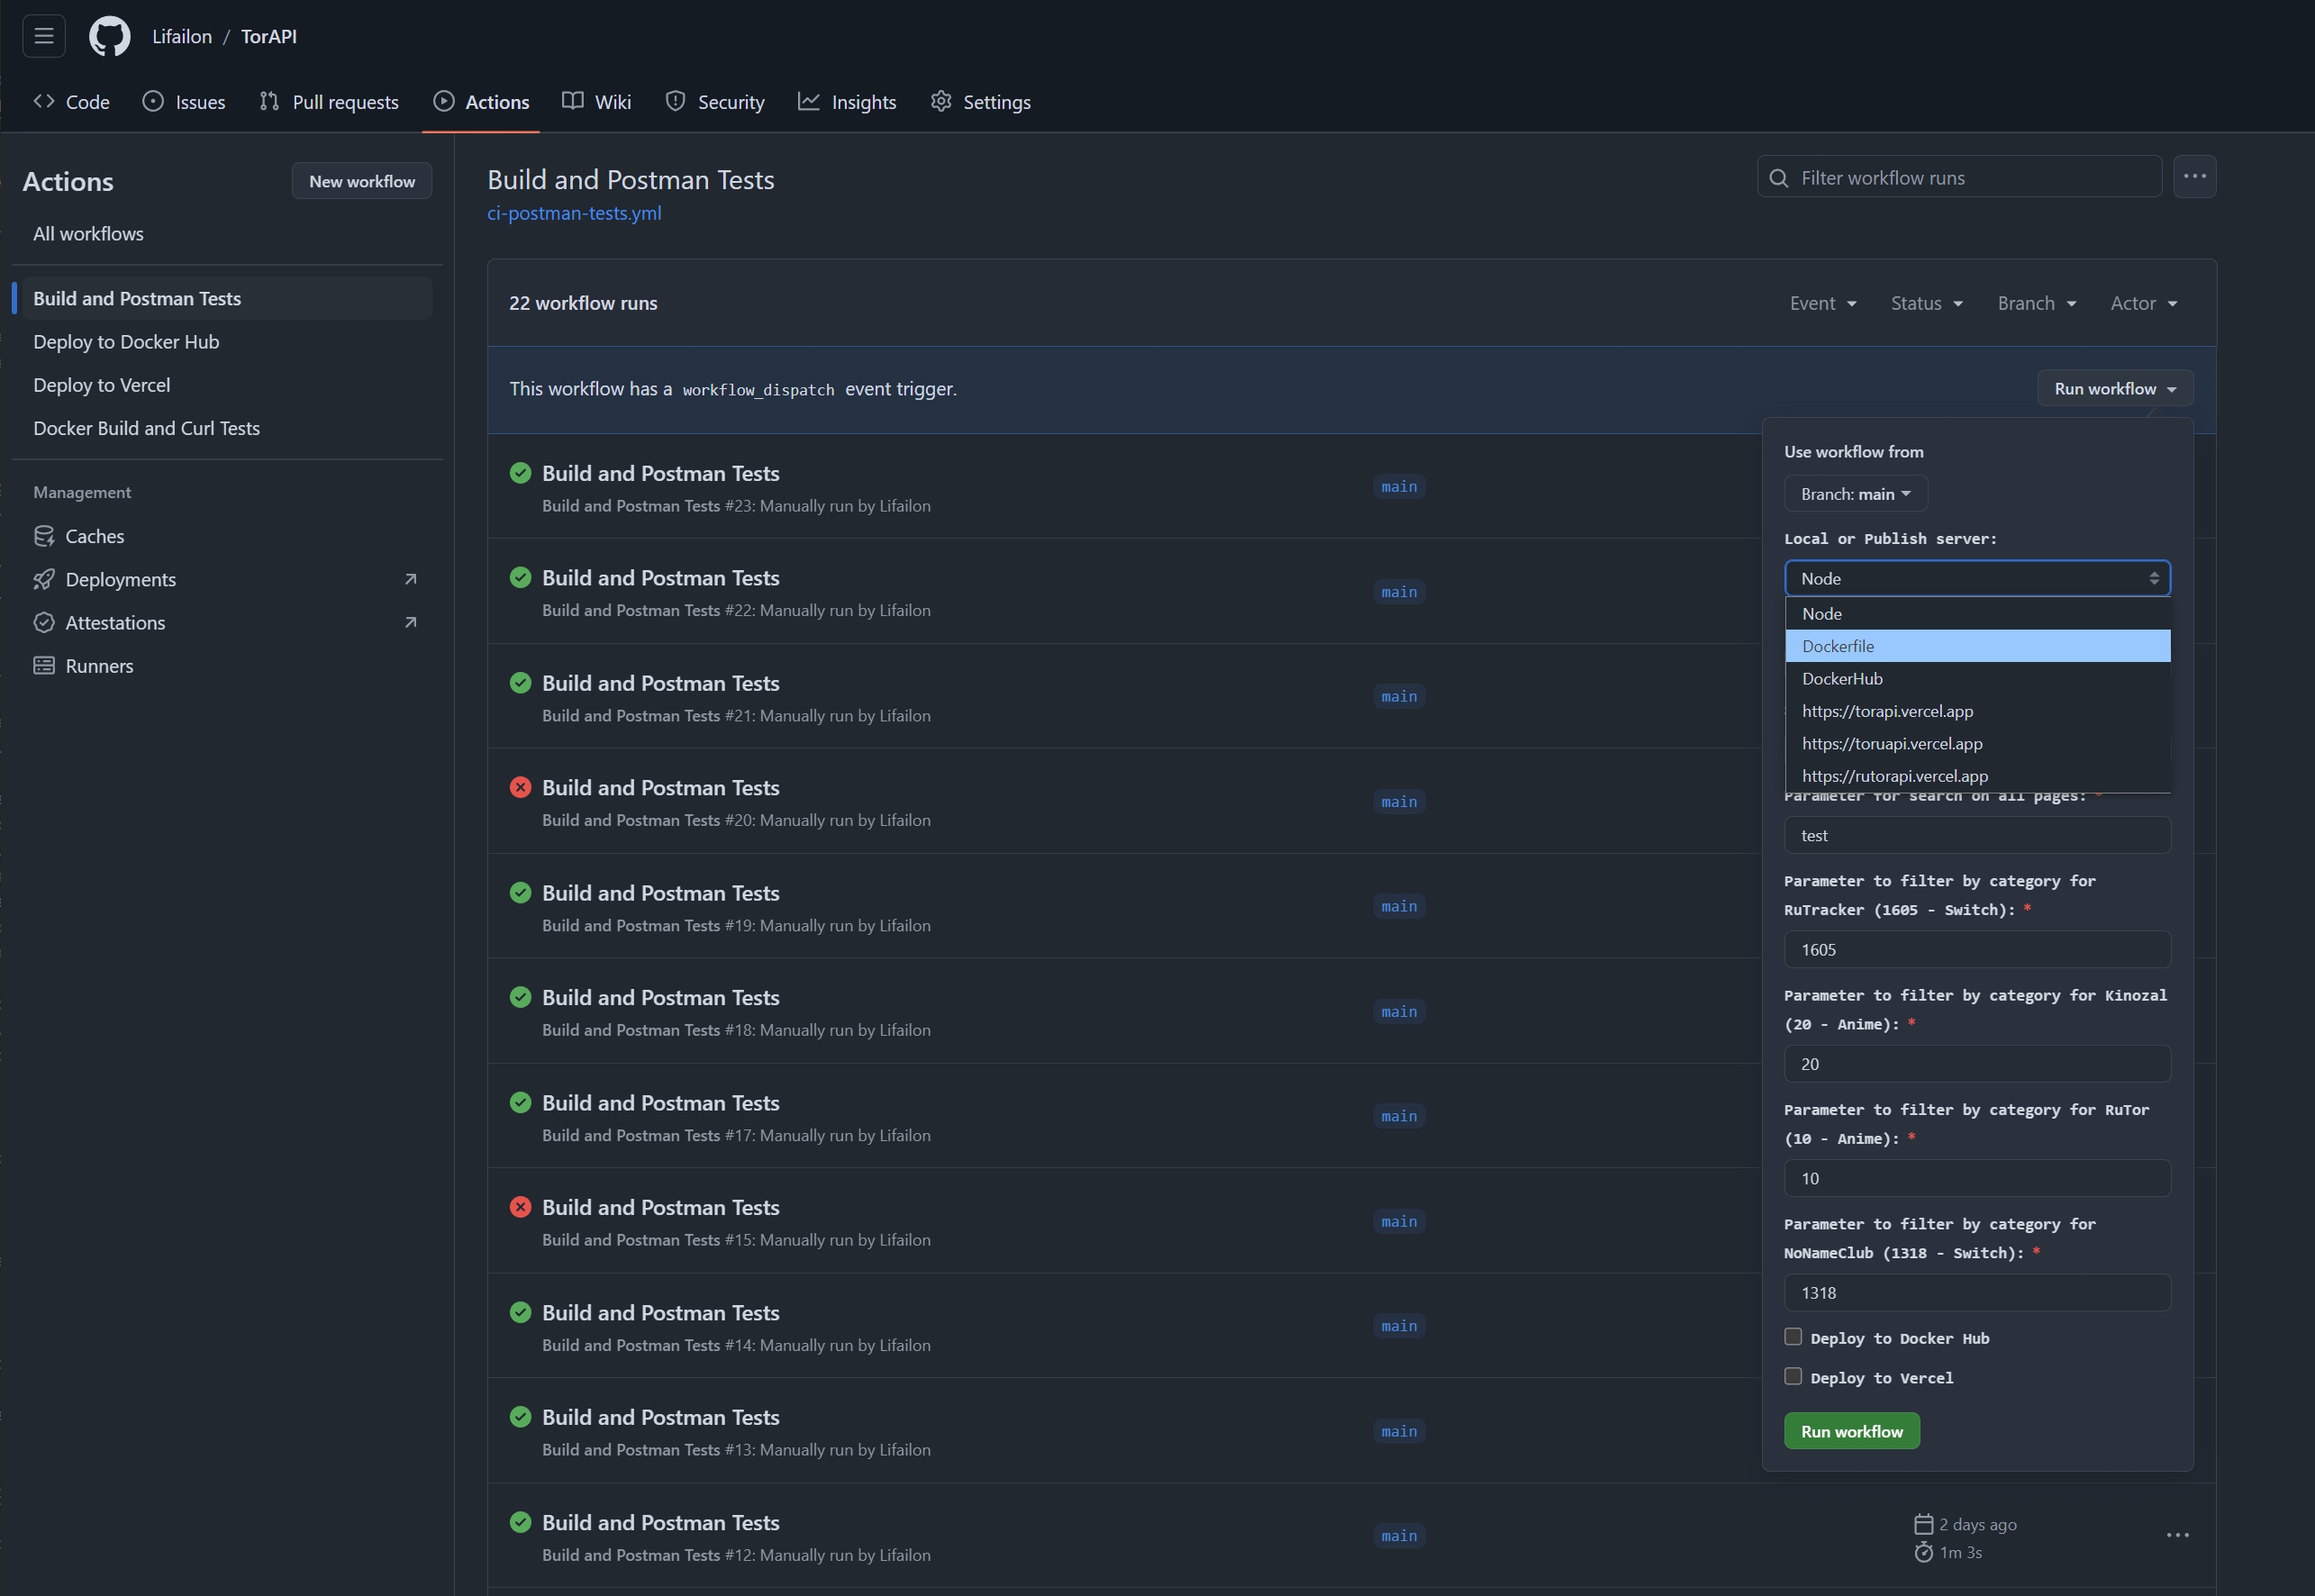 Lifailon / TorAPI
Code Issues Pull requests Actions Wiki Security Insights Settings
Actions
New workflow
All workflows
Build and Postman Tests
Deploy to Docker Hub
Deploy to Vercel
Docker Build and Curl Tests
Management
Caches
Deployments
Attestations
Runners
Build and Postman Tests
ci-postman-tests.yml
Filter workflow runs
22 workflow runs
Event Status Branch Actor
This workflow has a workflow_dispatch event trigger.
Run workflow
Build and Postman Tests
Build and Postman Tests #23: Manually run by Lifailon
main
Build and Postman Tests
Build and Postman Tests #22: Manually run by Lifailon
main
Build and Postman Tests
Build and Postman Tests #21: Manually run by Lifailon
main
Build and Postman Tests
Build and Postman Tests #20: Manually run by Lifailon
main
Build and Postman Tests
Build and Postman Tests #19: Manually run by Lifailon
main
Build and Postman Tests
Build and Postman Tests #18: Manually run by Lifailon
main
Build and Postman Tests
Build and Postman Tests #17: Manually run by Lifailon
main
Build and Postman Tests
Build and Postman Tests #15: Manually run by Lifailon
main
Build and Postman Tests
Build and Postman Tests #14: Manually run by Lifailon
main
Build and Postman Tests
Build and Postman Tests #13: Manually run by Lifailon
main
Build and Postman Tests
Build and Postman Tests #12: Manually run by Lifailon
main
2 days ago
1m 3s
Use workflow from
Branch: main
Local or Publish server:
Node
Node
Dockerfile
DockerHub
https://torapi.vercel.app
https://toruapi.vercel.app
https://rutorapi.vercel.app
Parameter for search on all pages: *
test
Parameter to filter by category for
RuTracker (1605 - Switch): *
1605
Parameter to filter by category for Kinozal
(20 - Anime): *
20
Parameter to filter by category for RuTor
(10 - Anime): *
10
Parameter to filter by category for
NoNameClub (1318 - Switch): *
1318
Deploy to Docker Hub
Deploy to Vercel
Run workflow